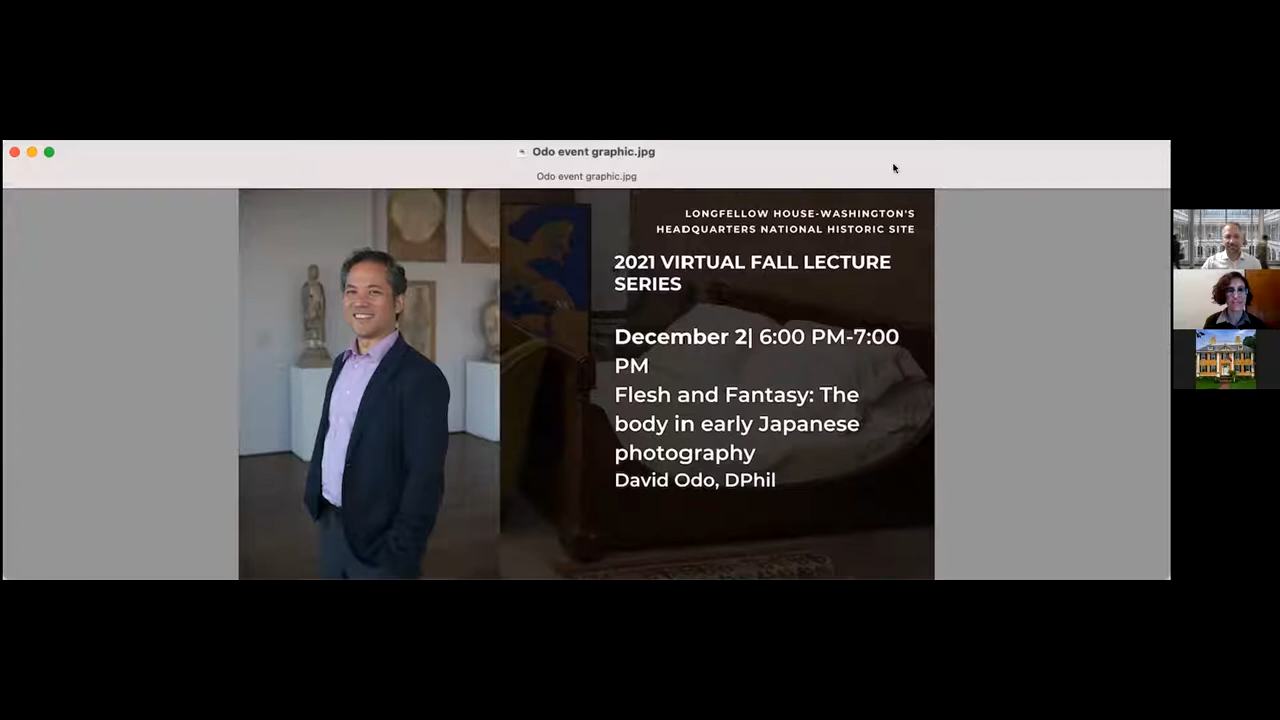 Odo event graphic.jpg
Odo event graphic.jpg
LONGFELLOW HOUSE-WASHINGTON'S
HEADQUARTERS NATIONAL HISTORIC SITE
2021 VIRTUAL FALL LECTURE
SERIES
December 2| 6:00 PM-7:00
PM
Flesh and Fantasy: The
body in early Japanese
photography
David Odo, DPhil